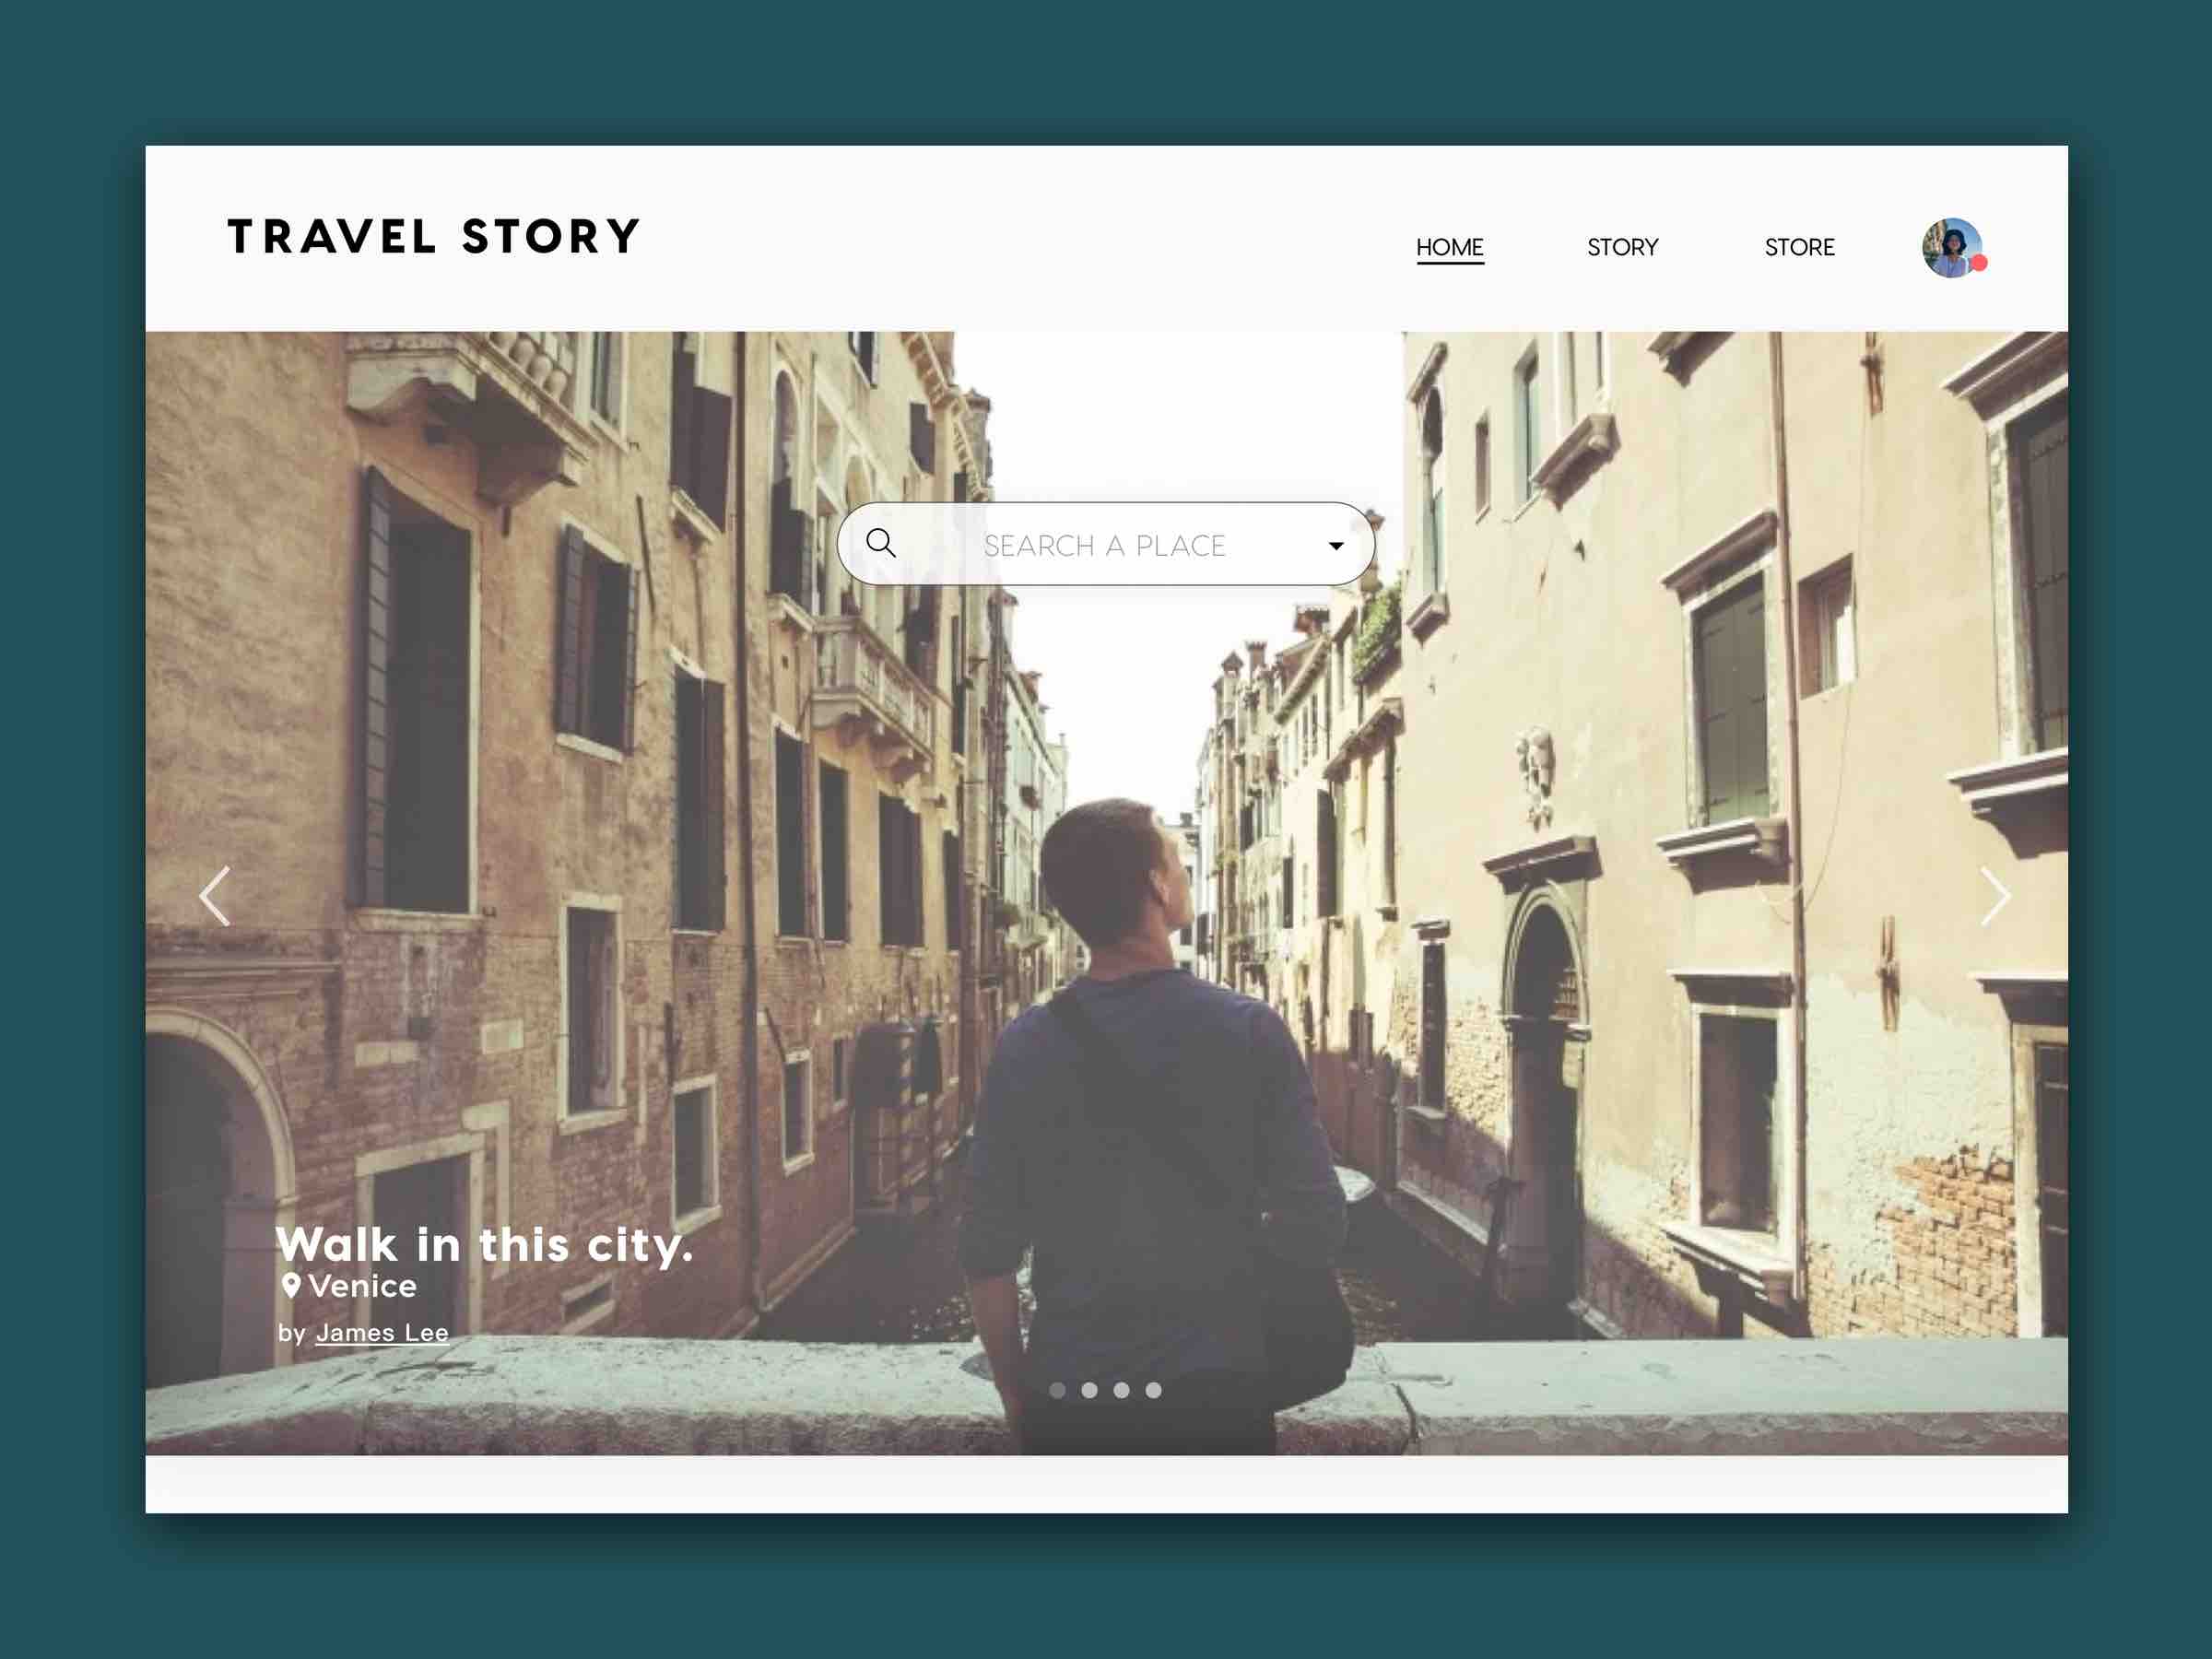 TRAVEL STORY
HOME STORY STORE
SEARCH A PLACE
Walk in this city.
Venice
by James Lee